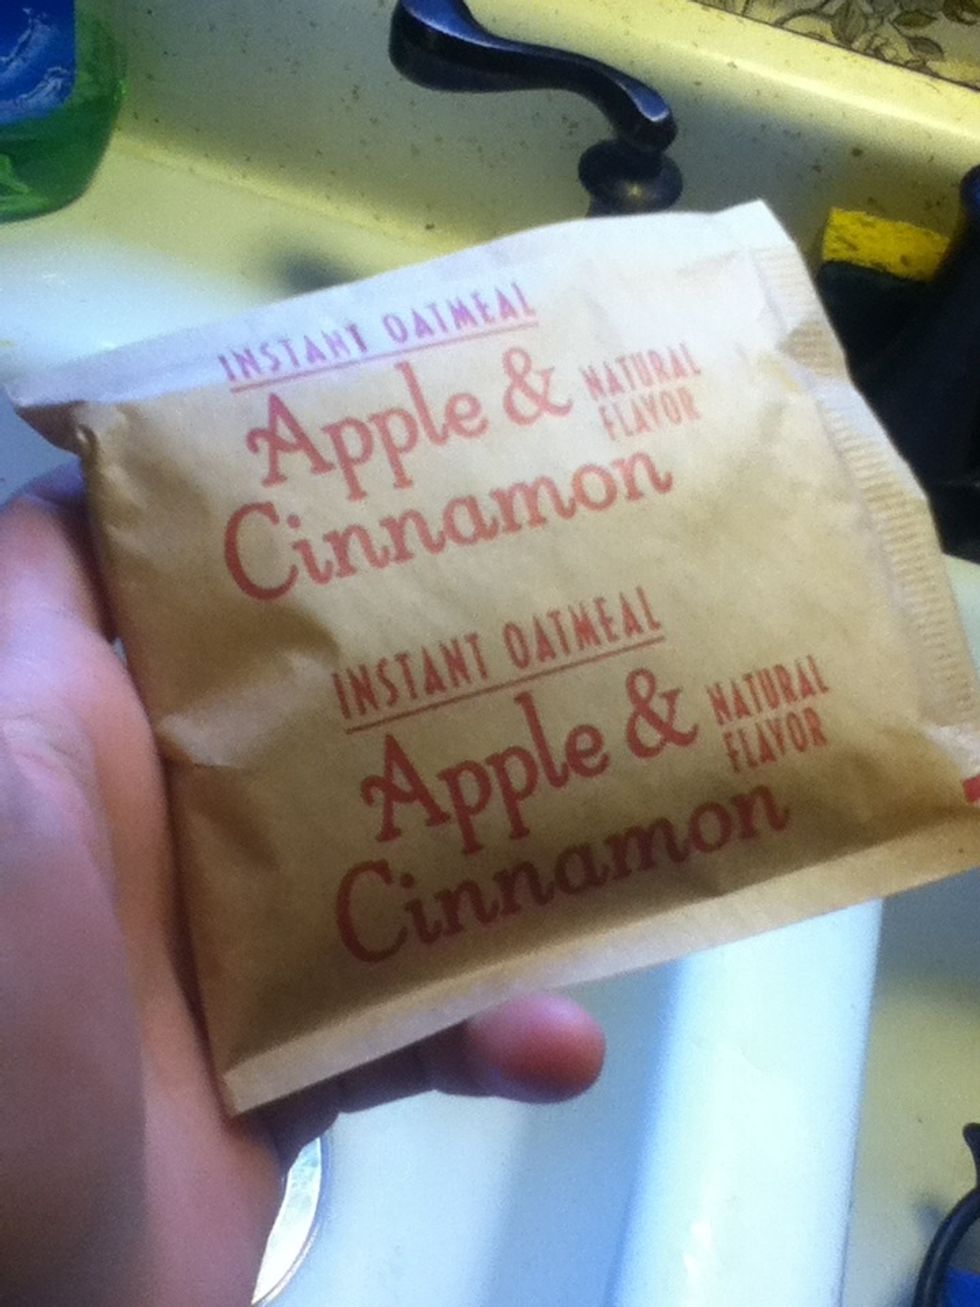 INSTANT OATMEAL
Apple & NATURAL FLAVOR
Cinnamon
INSTANT OATMEAL
Apple & NATURAL FLAVOR
Cinnamon